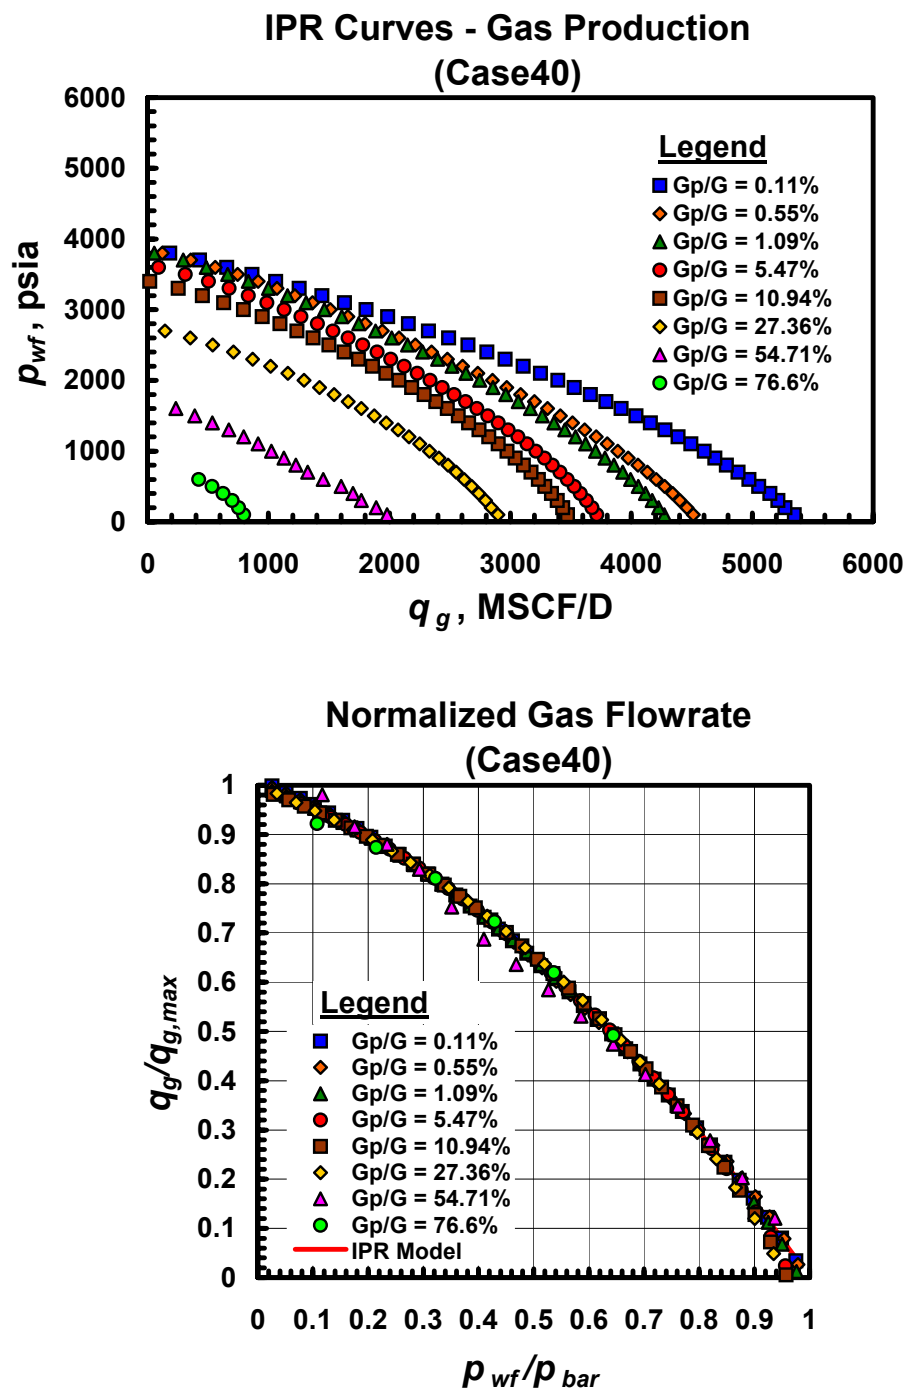 IPR Curves - Gas Production
(Case40)
6000
5000
4000
3000
2000
1000
0
p wf , psia
Legend
Gp/G = 0.11%
Gp/G = 0.55%
Gp/G = 1.09%
Gp/G = 5.47%
Gp/G = 10.94%
Gp/G = 27.36%
Gp/G = 54.71%
Gp/G = 76.6%
0 1000 2000 3000 4000 5000 6000
q g , MSCF/D
Normalized Gas Flowrate
(Case40)
1
0.9
0.8
0.7
0.6
0.5
0.4
0.3
0.2
0.1
0
q g /q g,max
Legend
Gp/G = 0.11%
Gp/G = 0.55%
Gp/G = 1.09%
Gp/G = 5.47%
Gp/G = 10.94%
Gp/G = 27.36%
Gp/G = 54.71%
Gp/G = 76.6%
IPR Model
0 0.1 0.2 0.3 0.4 0.5 0.6 0.7 0.8 0.9 1
p wf /p bar